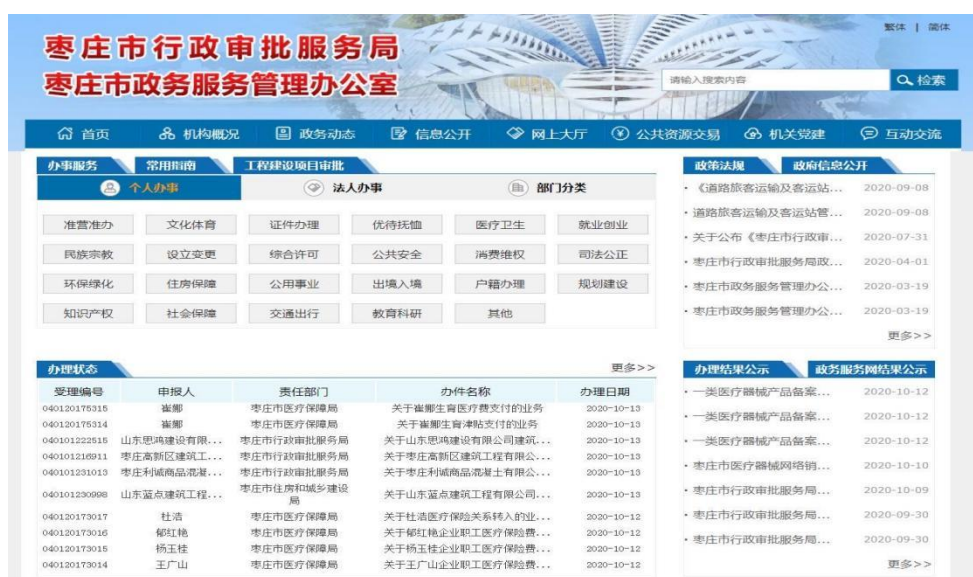 繁体 | 简体
枣庄市行政审批服务局
枣庄市政务服务管理办公室
请输入搜索内容
检索
首页 机构概况 政务动态 信息公开 网上大厅 公共资源交易 机关党建 互动交流
办事服务 常用指南 工程建设项目审批
个人办事 法人办事 部门分类
准营准办 文化体育 证件办理 优待抚恤 医疗卫生 就业创业
民族宗教 设立变更 综合许可 公共安全 消费维权 司法公正
环保绿化 住房保障 公用事业 出境入境 户籍办理 规划建设
知识产权 社会保障 交通出行 教育科研 其他
政策法规 政府信息公开
· 《道路旅客运输及客运站... 2020-09-08
· 道路旅客运输及客运站管... 2020-09-08
· 关于公布《枣庄市行政审... 2020-07-31
· 枣庄市行政审批服务局政... 2020-04-01
· 枣庄市政务服务管理办公... 2020-03-19
· 枣庄市政务服务管理办公... 2020-03-19
更多>>
办理状态 更多>>
受理编号 申报人 责任部门 办件名称 办理日期
040120175315 崔郸 枣庄市医疗保障局 关于崔郸生育医疗费支付的业务 2020-10-13
040120175314 崔郸 枣庄市医疗保障局 关于崔郸生育津贴支付的业务 2020-10-13
040101222515 山东思鸿建设有限... 枣庄市行政审批服务局 关于山东思鸿建设有限公司建筑... 2020-10-13
040101216911 枣庄高新区建筑工... 枣庄市行政审批服务局 关于枣庄高新区建筑工程有限公... 2020-10-13
040101231013 枣庄利诚商品混凝... 枣庄市行政审批服务局 关于枣庄利诚商品混凝土有限公... 2020-10-13
040101230998 山东蓝点建筑工程... 枣庄市住房和城乡建设局 关于山东蓝点建筑工程有限公司... 2020-10-13
040120173017 杜浩 枣庄市医疗保障局 关于杜浩医疗保险关系转入的业... 2020-10-12
040120173016 郁红艳 枣庄市医疗保障局 关于郁红艳企业职工医疗保险费... 2020-10-12
040120173015 杨玉桂 枣庄市医疗保障局 关于杨玉桂企业职工医疗保险费... 2020-10-12
040120173014 王广山 枣庄市医疗保障局 关于王广山企业职工医疗保险费... 2020-10-12
办理结果公示 政务服务网结果公示
· 一类医疗器械产品备案... 2020-10-12
· 一类医疗器械产品备案... 2020-10-12
· 一类医疗器械产品备案... 2020-10-12
· 枣庄市医疗器械网络销... 2020-10-10
· 枣庄市行政审批服务局... 2020-10-09
· 枣庄市行政审批服务局... 2020-09-30
· 枣庄市行政审批服务局... 2020-09-30
更多>>